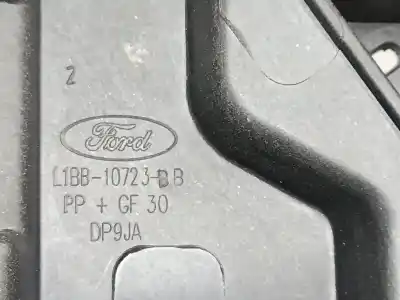 2
Ford
L1BB-10723-BB
PP + GF 30
DP9JA